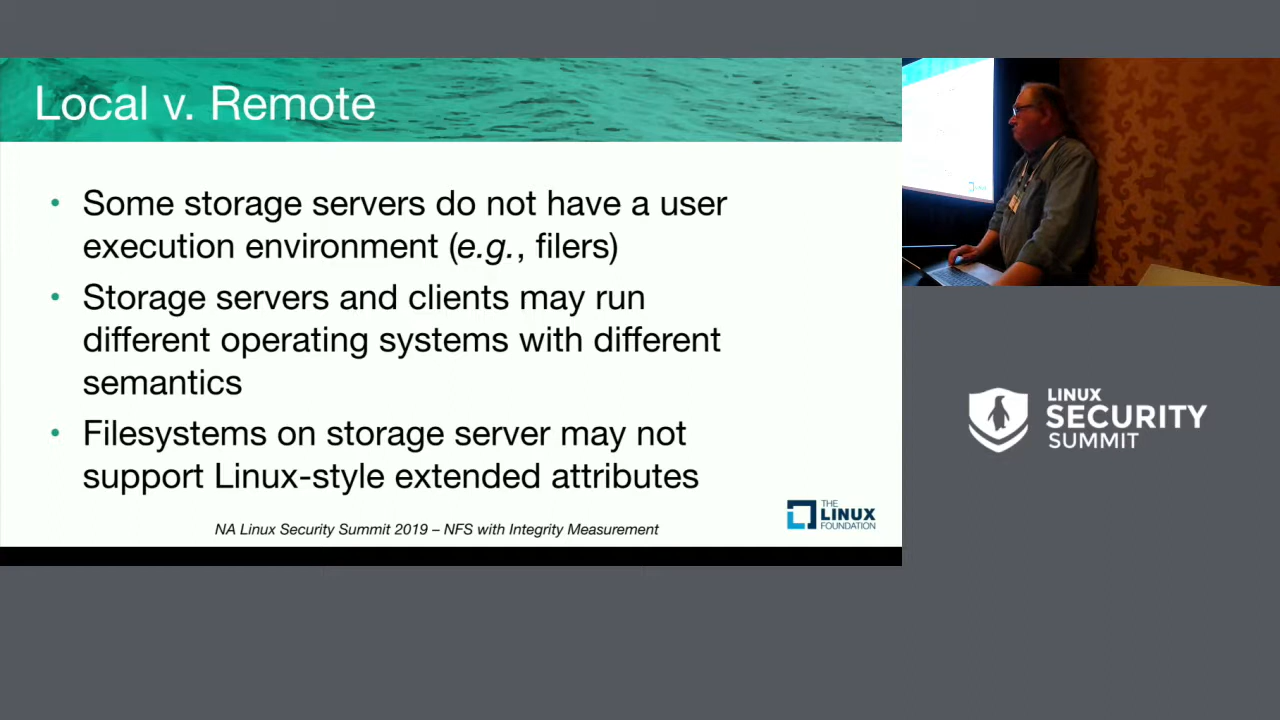 Local v. Remote
• Some storage servers do not have a user
execution environment (e.g., filers)
• Storage servers and clients may run
different operating systems with different
semantics
• Filesystems on storage server may not
support Linux-style extended attributes
NA Linux Security Summit 2019 – NFS with Integrity Measurement
THE
LINUX
FOUNDATION
LINUX
SECURITY
SUMMIT